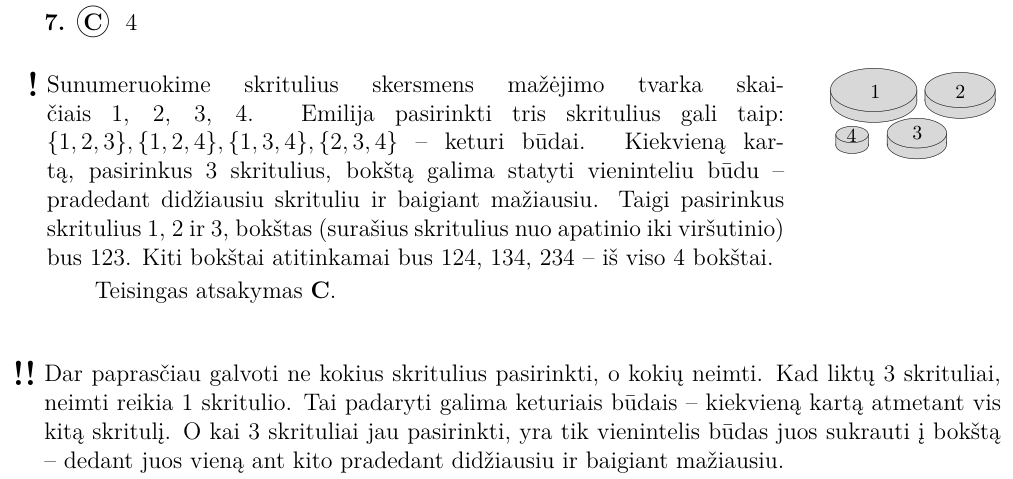 7. C 4
! Sunumeruokime skritulius skersmens mažėjimo tvarka skai-
čiais 1, 2, 3, 4. Emilija pasirinkti tris skritulius gali taip:
{1, 2, 3}, {1, 2, 4}, {1, 3, 4}, {2, 3, 4} – keturi būdai. Kiekvieną kar-
tą, pasirinkus 3 skritulius, bokštą galima statyti vieninteliu būdu –
pradedant didžiausiu skrituliu ir baigiant mažiausiu. Taigi pasirinkus
skritulius 1, 2 ir 3, bokštas (surašius skritulius nuo apatinio iki viršutinio)
bus 123. Kiti bokštai atitinkamai bus 124, 134, 234 – iš viso 4 bokštai.
Teisingas atsakymas C.
1 2
4 3
!! Dar paprasčiau galvoti ne kokius skritulius pasirinkti, o kokių neimti. Kad liktų 3 skrituliai,
neimti reikia 1 skritulio. Tai padaryti galima keturiais būdais – kiekvieną kartą atmetant vis
kitą skritulį. O kai 3 skrituliai jau pasirinkti, yra tik vienintelis būdas juos sukrauti į bokštą
– dedant juos vieną ant kito pradedant didžiausiu ir baigiant mažiausiu.